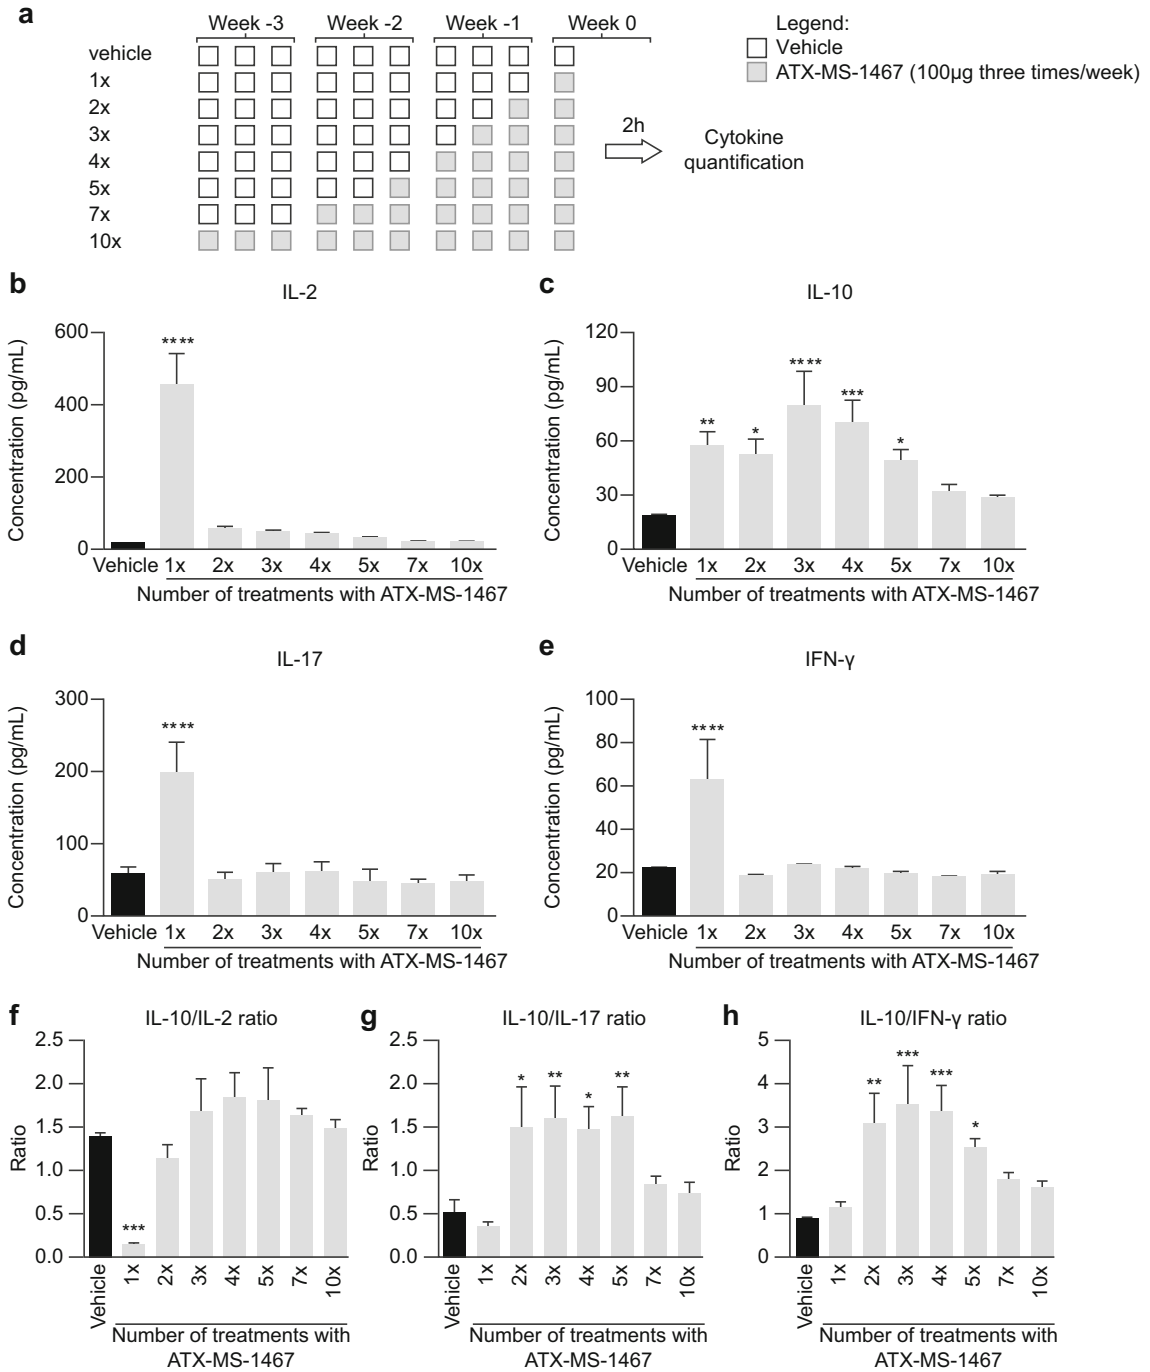 a
Week -3 Week -2 Week -1 Week 0
Legend:
Vehicle
ATX-MS-1467 (100µg three times/week)
vehicle
1x
2x
3x
4x
5x
7x
10x
2h
Cytokine
quantification
b
IL-2
Concentration (pg/mL)
600
400
200
0
****
Vehicle 1x 2x 3x 4x 5x 7x 10x
Number of treatments with ATX-MS-1467
c
IL-10
Concentration (pg/mL)
120
90
60
30
0
** * **** *** *
Vehicle 1x 2x 3x 4x 5x 7x 10x
Number of treatments with ATX-MS-1467
d
IL-17
Concentration (pg/mL)
300
200
100
0
****
Vehicle 1x 2x 3x 4x 5x 7x 10x
Number of treatments with ATX-MS-1467
e
IFN-γ
Concentration (pg/mL)
100
80
60
40
20
0
****
Vehicle 1x 2x 3x 4x 5x 7x 10x
Number of treatments with ATX-MS-1467
f
IL-10/IL-2 ratio
Ratio
2.5
2.0
1.5
1.0
0.5
0.0
***
Vehicle 1x 2x 3x 4x 5x 7x 10x
Number of treatments with
ATX-MS-1467
g
IL-10/IL-17 ratio
Ratio
2.5
2.0
1.5
1.0
0.5
0.0
* ** * **
Vehicle 1x 2x 3x 4x 5x 7x 10x
Number of treatments with
ATX-MS-1467
h
IL-10/IFN-γ ratio
Ratio
5
4
3
2
1
0
** *** *** *
Vehicle 1x 2x 3x 4x 5x 7x 10x
Number of treatments with
ATX-MS-1467